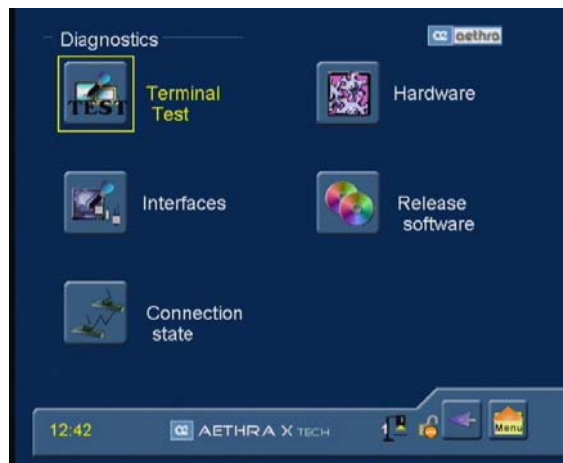 Diagnostics
aethra
TEST
Terminal
Test
Hardware
Interfaces
Release
software
Connection
state
12:42
AETHRA X TECH
1
Menu